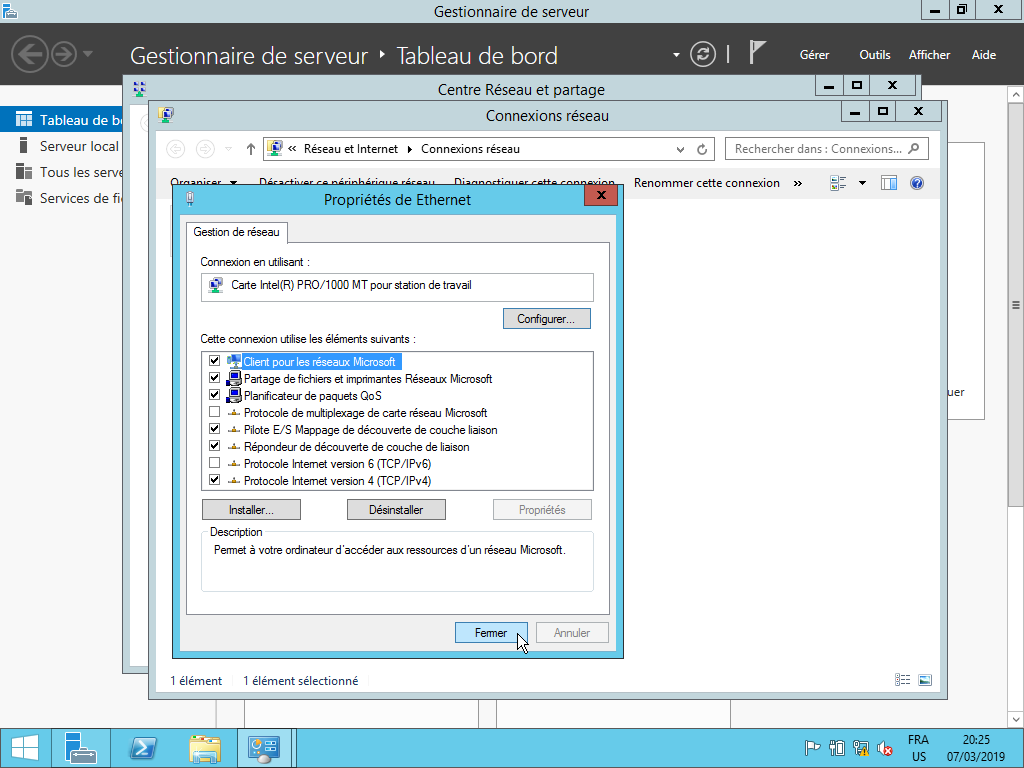 Gestionnaire de serveur
Gestionnaire de serveur ‣ Tableau de bord
Gérer
Outils
Afficher
Aide
Centre Réseau et partage
Connexions réseau
Tableau de bo
Serveur local
Tous les serve
Services de fi
« Réseau et Internet ▸ Connexions réseau
Rechercher dans : Connexions...
Organiser
Désactiver ce périphérique réseau
Diagnostiquer cette connexion
Renommer cette connexion
»
Propriétés de Ethernet
Gestion de réseau
Connexion en utilisant :
Carte Intel(R) PRO/1000 MT pour station de travail
Configurer...
Cette connexion utilise les éléments suivants :
Client pour les réseaux Microsoft
Partage de fichiers et imprimantes Réseaux Microsoft
Planificateur de paquets QoS
Protocole de multiplexage de carte réseau Microsoft
Pilote E/S Mappage de découverte de couche liaison
Répondeur de découverte de couche de liaison
Protocole Internet version 6 (TCP/IPv6)
Protocole Internet version 4 (TCP/IPv4)
Installer...
Désinstaller
Propriétés
Description
Permet à votre ordinateur d'accéder aux ressources d'un réseau Microsoft.
Fermer
Annuler
uer
1 élément
1 élément sélectionné
FRA
US
20:25
07/03/2019